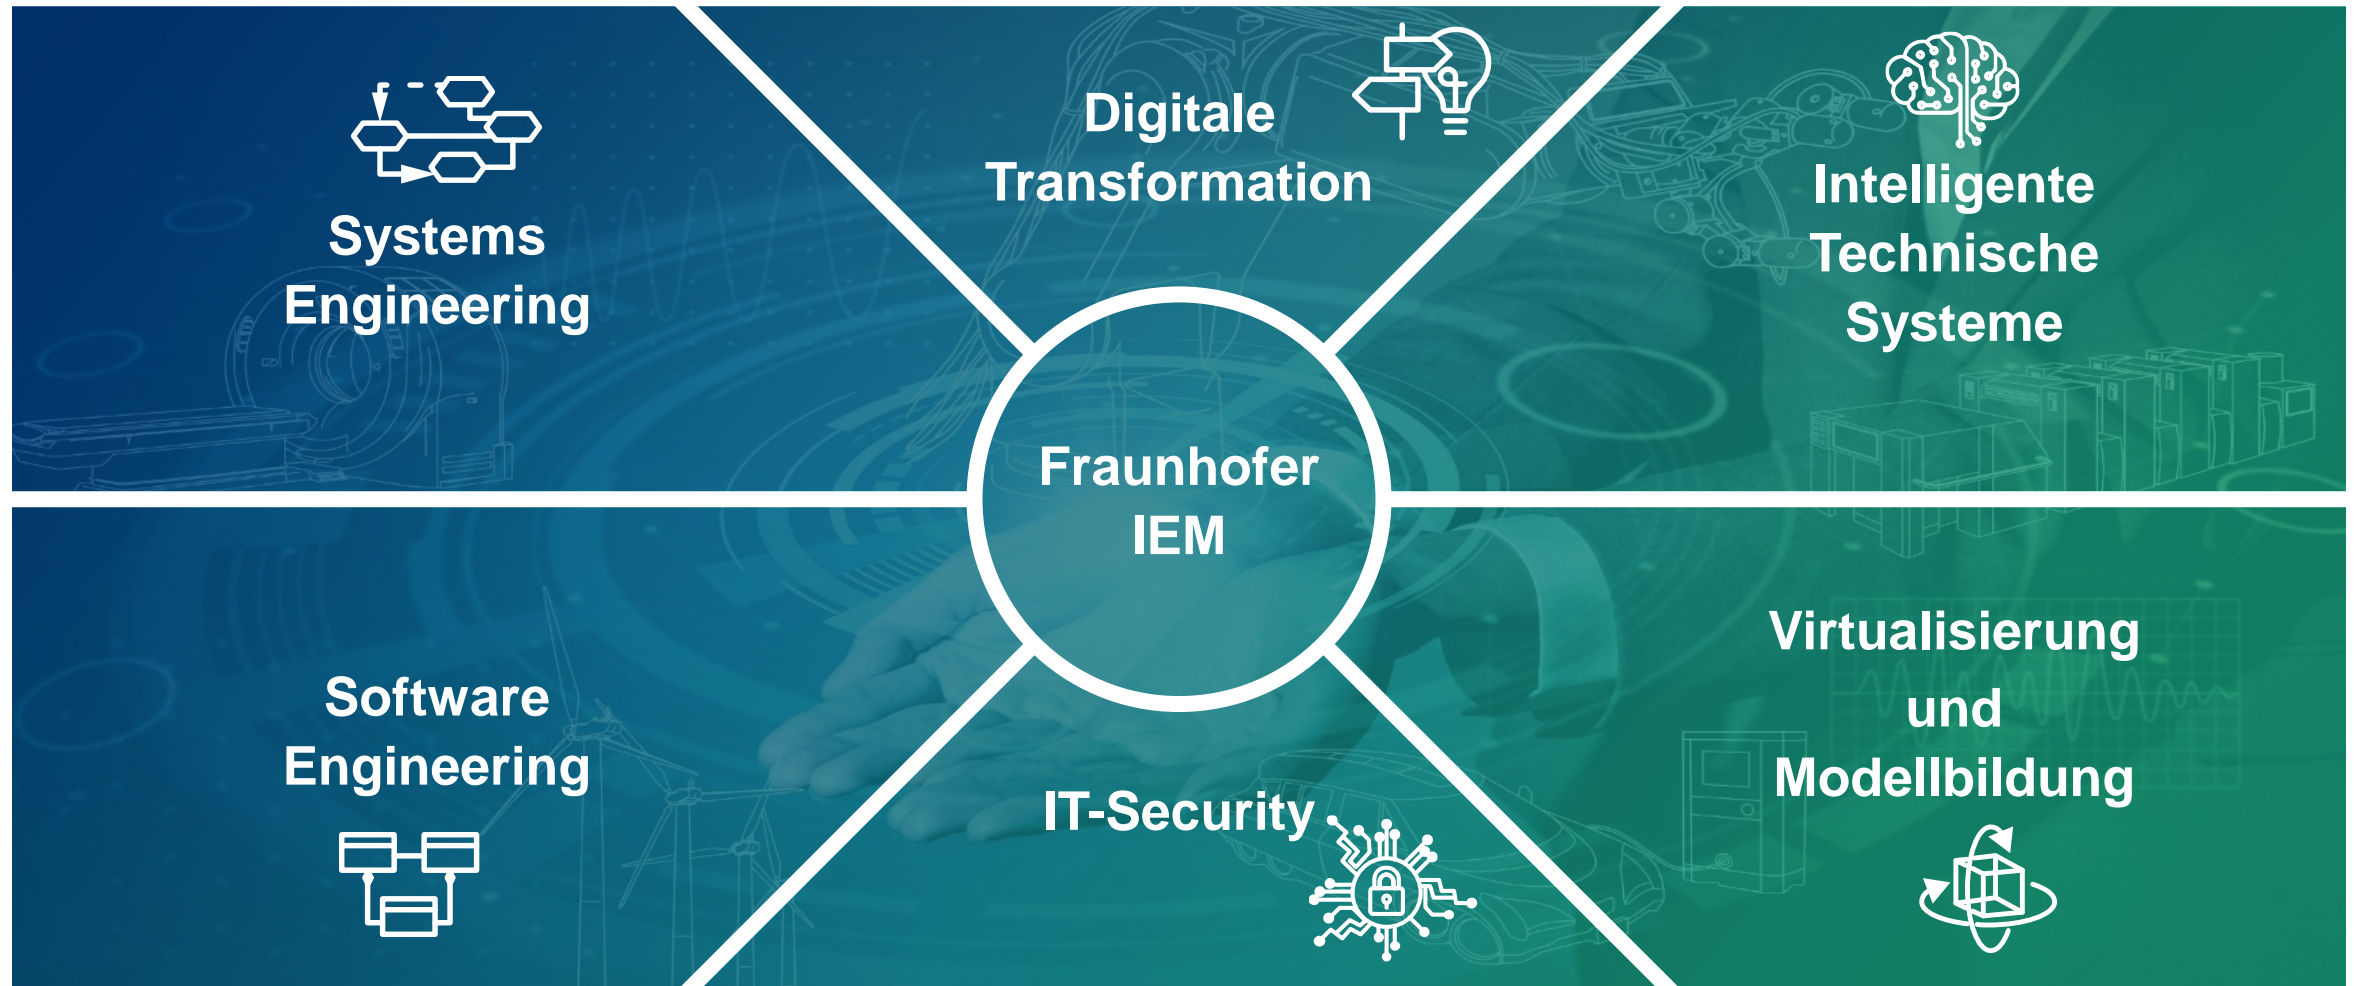 Systems
Engineering
Digitale
Transformation
Intelligente
Technische
Systeme
Fraunhofer
IEM
Software
Engineering
IT-Security
Virtualisierung
und
Modellbildung